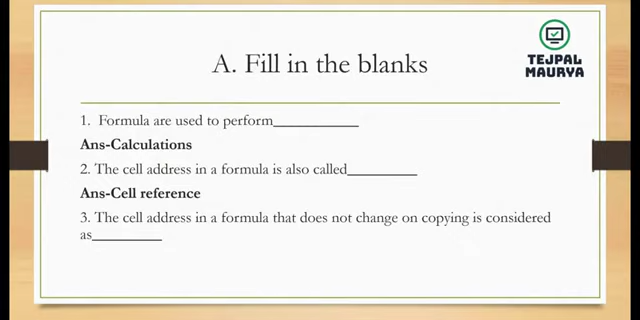 A. Fill in the blanks
TEJPAL
MAURYA
1. Formula are used to perform___________
Ans-Calculations
2. The cell address in a formula is also called_________
Ans-Cell reference
3. The cell address in a formula that does not change on copying is considered
as_________